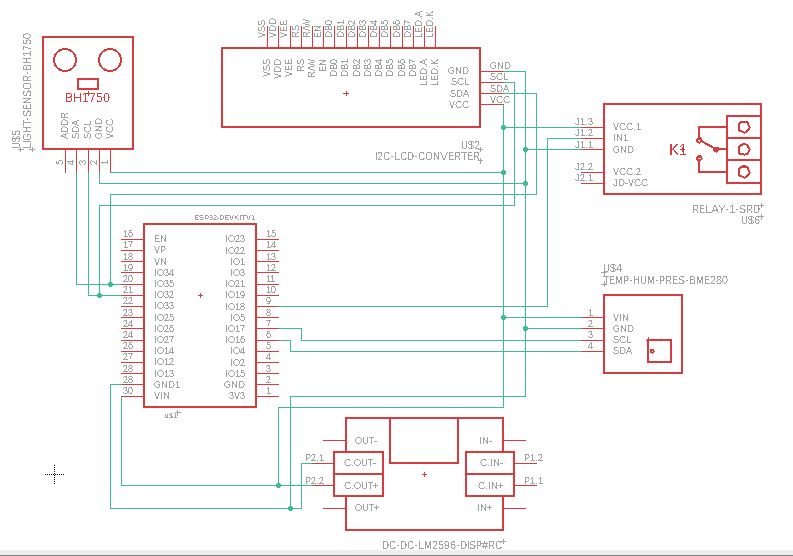 VSS VDD VEE RS RAW EN DB0 DB1 DB2 DB3 DB4 DB5 DB6 DB7 LED.A LED.K
VSS VDD VEE RS RAW EN DB0 DB1 DB2 DB3 DB4 DB5 DB6 DB7 LED.A LED.K
GND GND
SCL SCL
SDA SDA
VCC VCC
U$2
I2C-LCD-CONVERTER
U$5
LIGHT-SENSOR-BH1750
BH1750
ADDR SDA SCL GND VCC
5 4 3 2 1
J1.3 VCC.1
J1.2 IN1
J1.1 GND
J2.2 VCC.2
J2.1 JD-VCC
K1
RELAY-1-SRD
U$6
ESP32-DEVKITV1
16 EN IO23 15
17 VP IO22 14
18 VN IO1 13
19 IO34 IO3 12
20 IO35 IO21 11
21 IO32 IO19 10
22 IO33 IO18 9
23 IO25 IO5 8
24 IO26 IO17 7
24 IO27 IO16 6
26 IO14 IO4 5
27 IO12 IO2 4
28 IO13 IO15 3
28 GND1 GND 2
30 VIN 3V3 1
U$4
TEMP-HUM-PRES-BME280
1 VIN
2 GND
3 SCL
4 SDA
OUT- IN-
P2.1 C.OUT- C.IN- P1.2
P2.2 C.OUT+ C.IN+ P1.1
OUT+ IN+
DC-DC-LM2596-DISP#RC